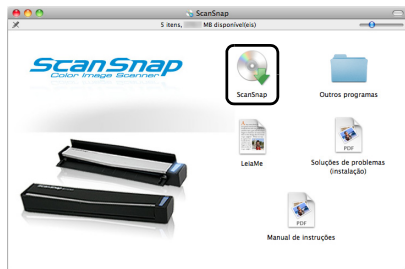 ScanSnap
5 itens, MB disponível(eis)
ScanSnap
Color Image Scanner
ScanSnap
Outros programas
LeiaMe
PDF
Soluções de problemas
(instalação)
PDF
Manual de instruções